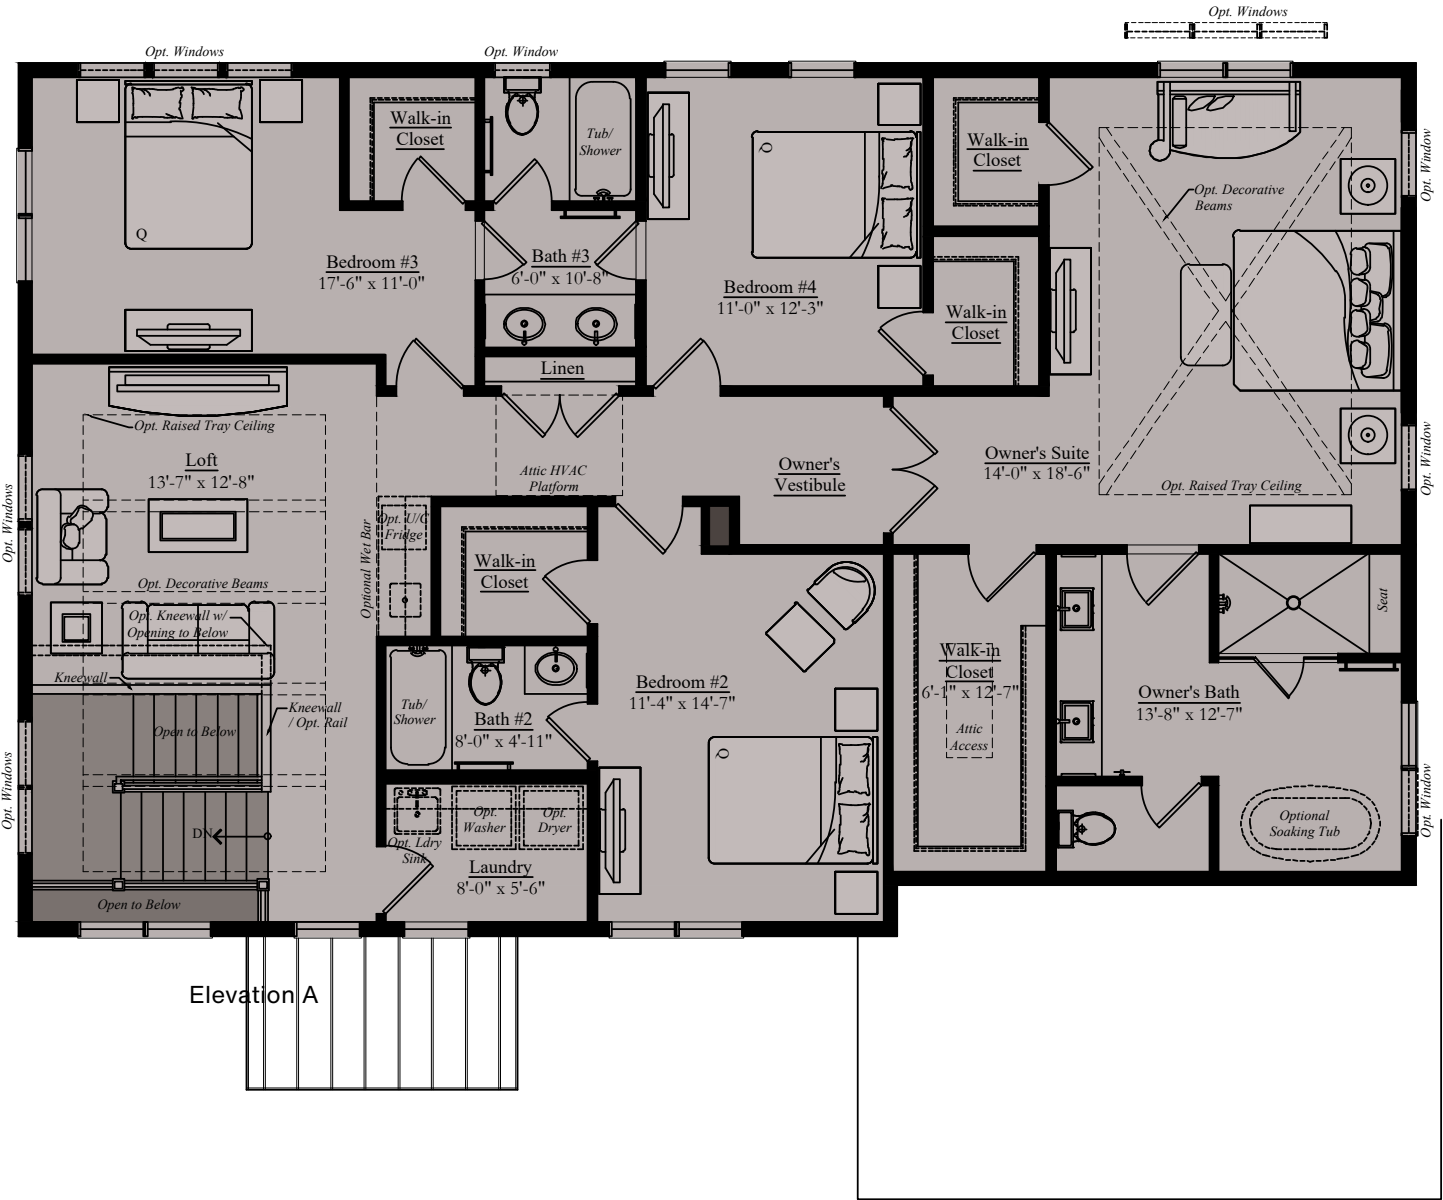 Opt. Windows
Opt. Windows
Opt. Window
Walk-in
Closet
Tub/
Shower
Q
Walk-in
Closet
Opt. Window
Opt. Decorative
Beams
Q
Bedroom #3
17'-6" x 11'-0"
Bath #3
6'-0" x 10'-8"
Bedroom #4
11'-0" x 12'-3"
Walk-in
Closet
Linen
Opt. Raised Tray Ceiling
Loft
13'-7" x 12'-8"
Attic HVAC
Platform
Owner's
Vestibule
Owner's Suite
14'-0" x 18'-6"
Opt. Raised Tray Ceiling
Opt. Window
Opt. Windows
Optional Wet Bar
Opt. U/C
Fridge
Walk-in
Closet
Opt. Decorative Beams
Opt. Kneewall w/
Opening to Below
Seat
Kneewall
Kneewall
/ Opt. Rail
Open to Below
Tub/
Shower
Bath #2
8'-0" x 4'-11"
Bedroom #2
11'-4" x 14'-7"
Walk-in
Closet
6'-1" x 12'-7"
Attic
Access
Owner's Bath
13'-8" x 12'-7"
Q
Opt. Windows
DN
Opt.
Washer
Opt.
Dryer
Opt. Ldry
Sink
Laundry
8'-0" x 5'-6"
Optional
Soaking Tub
Opt. Window
Open to Below
Elevation A